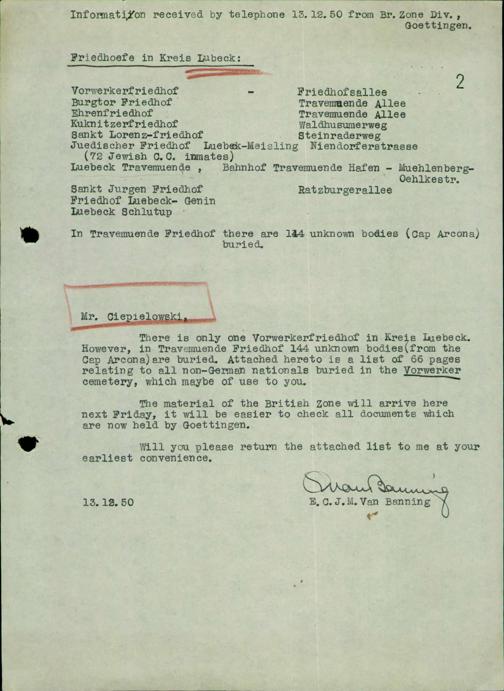 Information received by telephone 13.12.50 from Br. Zone Div.,
Goettingen.
Friedhoefe in Kreis Lubeck:
2
Vorwerkerfriedhof - Friedhofsallee
Burgtor Friedhof Travemuende Allee
Ehrenfriedhof Travemuende Allee
Kuknitzerfriedhof Waldhusumerweg
Sankt Lorenz-friedhof Steinraderweg
Juedischer Friedhof Luebek-Meisling Niendorferstrasse
(72 Jewish C.C. inmates)
Luebeck Travemuende , Bahnhof Travemuende Hafen - Muehlenberg-
Oehlkestr.
Sankt Jurgen Friedhof Ratzburgerallee
Friedhof Luebeck- Genin
Luebeck Schlutup
In Travemuende Friedhof there are 144 unknown bodies (Cap Arcona)
buried.
Mr. Ciepielowski,
There is only one Vorwerkerfriedhof in Kreis Luebeck.
However, in Travemuende Friedhof 144 unknown bodies(from the
Cap Arcona)are buried. Attached hereto is a list of 66 pages
relating to all non-German nationals buried in the Vorwerker
cemetery, which maybe of use to you.
The material of the British Zone will arrive here
next Friday, it will be easier to check all documents which
are now held by Goettingen.
Will you please return the attached list to me at your
earliest convenience.
VanBanning
13.12.50 E.C.J.M. Van Banning